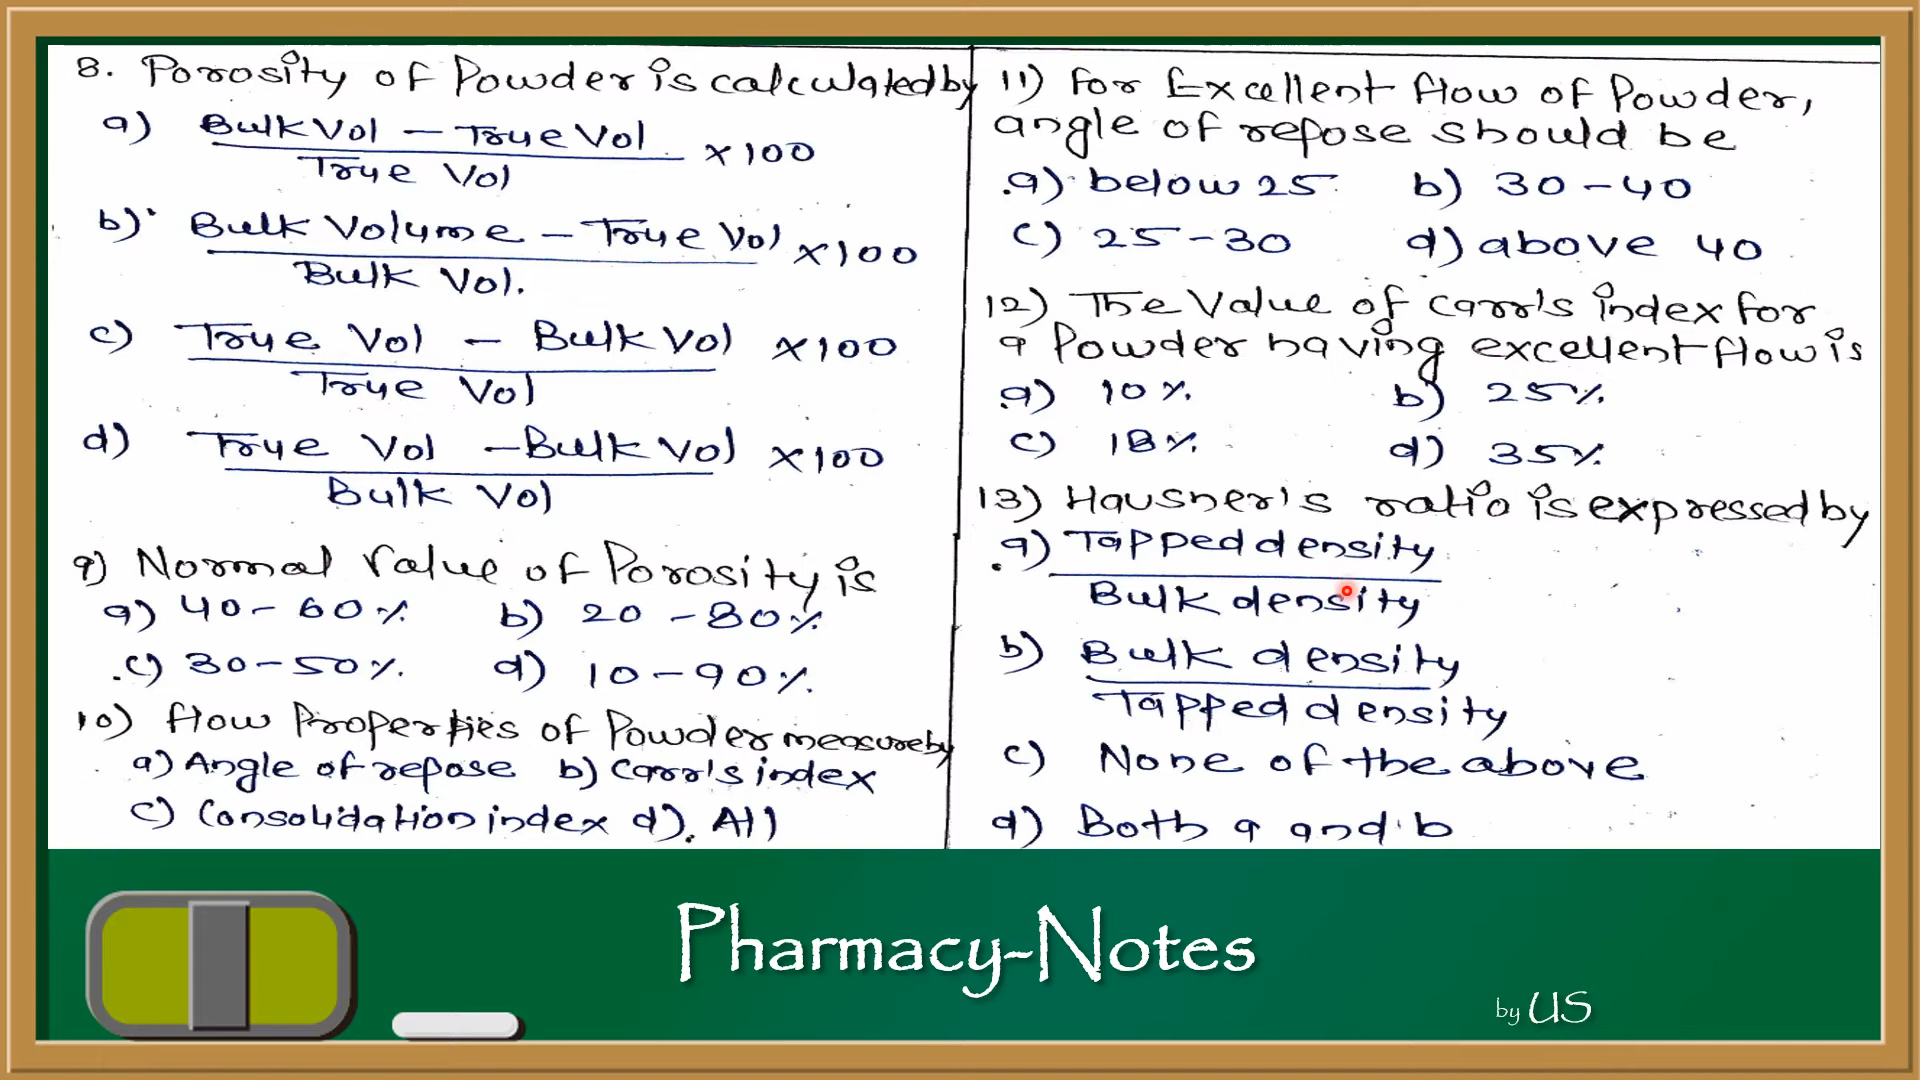 8. Porosity of Powder is calculated by
a) Bulk Vol – True Vol × 100
True Vol
b) Bulk Volume – True Vol × 100
Bulk Vol.
c) True Vol – Bulk Vol × 100
True Vol
d) True Vol – Bulk Vol × 100
Bulk Vol
9) Normal Value of Porosity is
a) 40 – 60 % b) 20 – 80 %
c) 30 – 50 %. d) 10 – 90 %.
10) flow Properties of Powder measure by
a) Angle of repose b) Carr's index
c) Consolidation index d). All
11) for Excellent flow of Powder,
angle of repose should be
a) below 25 b) 30 – 40
c) 25 – 30 d) above 40
12) The Value of Carr's index for
a Powder having excellent flow is
a) 10 %. b) 25 %.
c) 18 %. d) 35 %.
13) Hausner's ratio is expressed by
a) Tapped density
Bulk density
b) Bulk density
Tapped density
c) None of the above
d) Both a and b
Pharmacy-Notes
by US